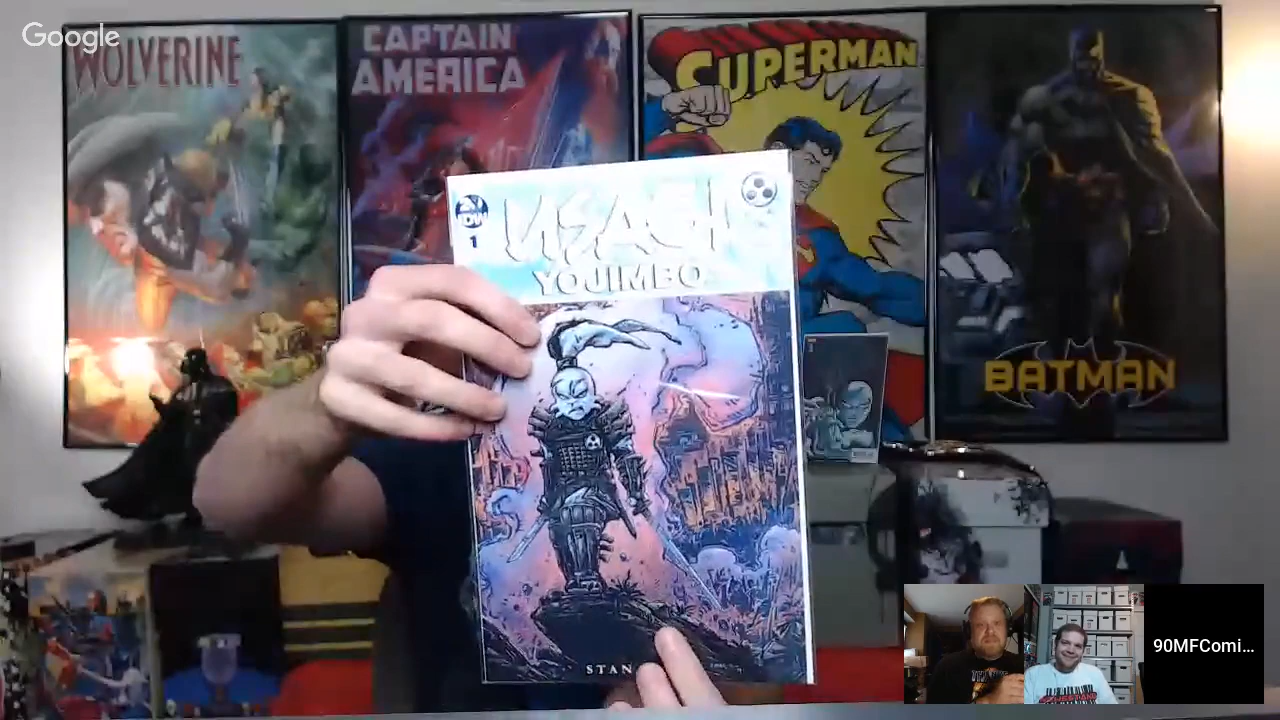 Google
WOLVERINE
CAPTAIN
AMERICA
SUPERMAN
IDW
1
USAGI
YOJIMBO
BATMAN
90MFComi...